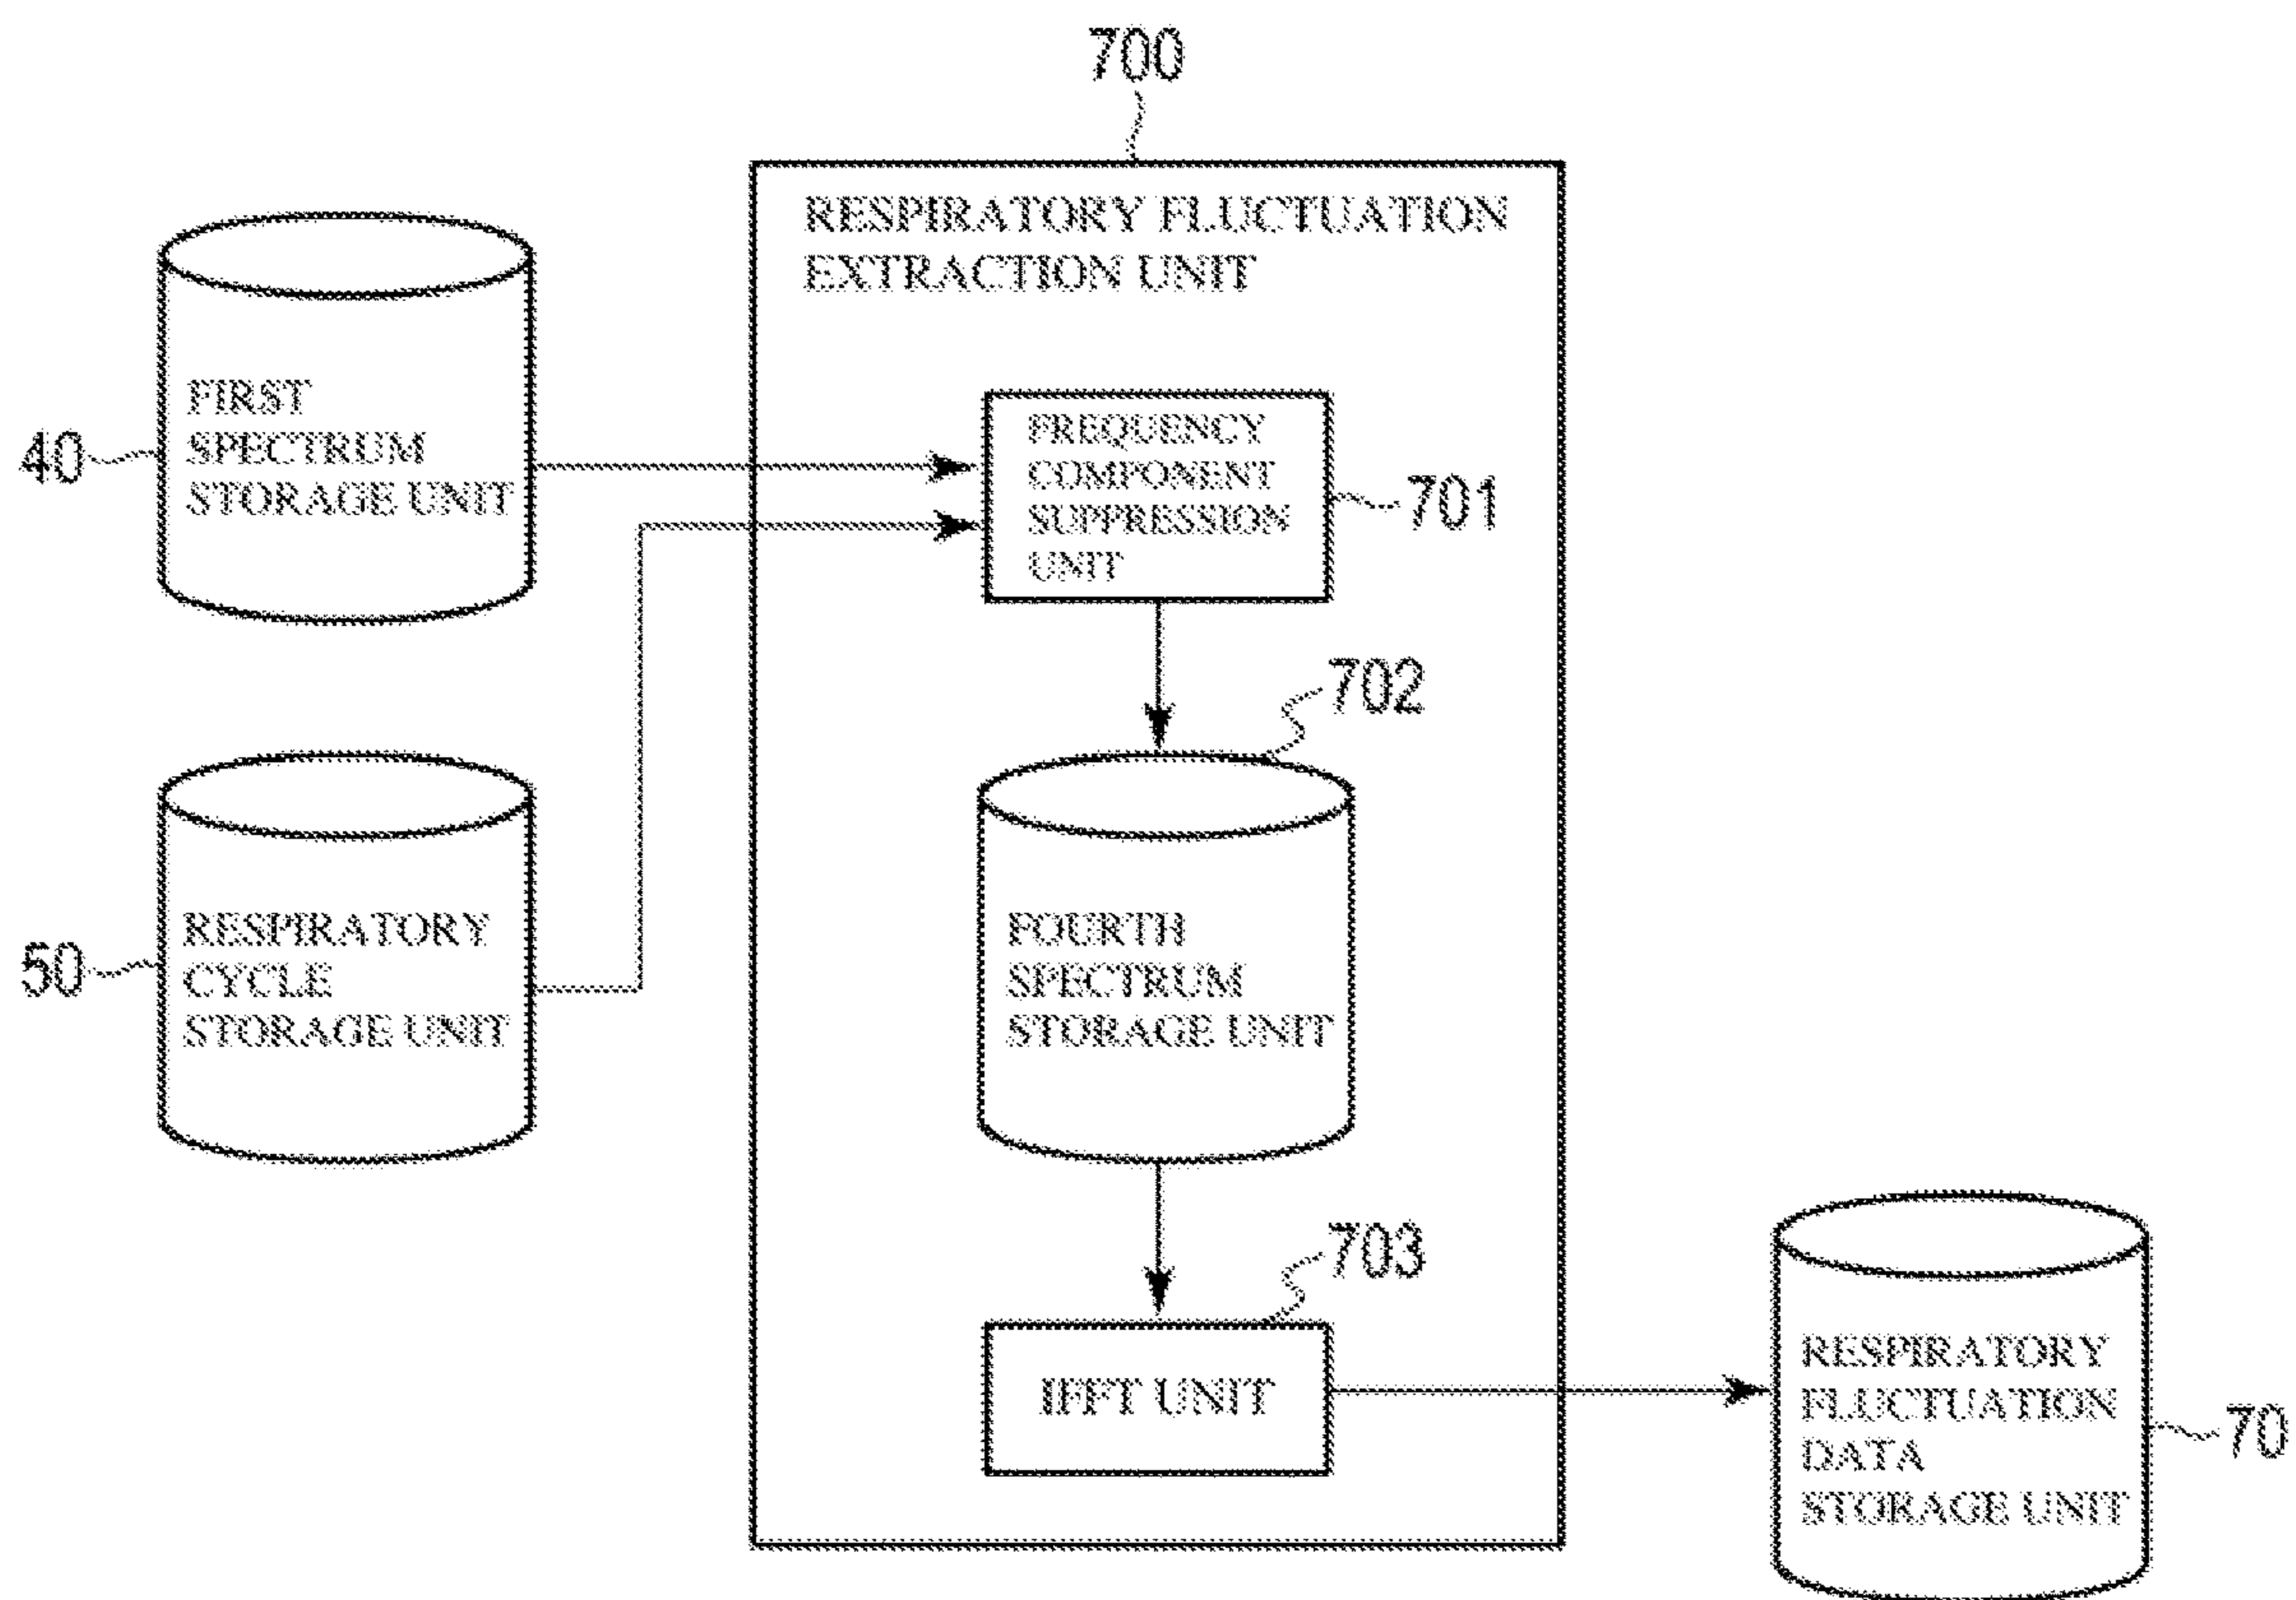 700
RESPIRATORY FLUCTUATION
EXTRACTION UNIT
FIRST
SPECTRUM
STORAGE UNIT
40
FREQUENCY
COMPONENT
SUPPRESSION
UNIT
701
702
RESPIRATORY
CYCLE
STORAGE UNIT
50
FOURTH
SPECTRUM
STORAGE UNIT
703
IFFT UNIT
RESPIRATORY
FLUCTUATION
DATA
STORAGE UNIT
70